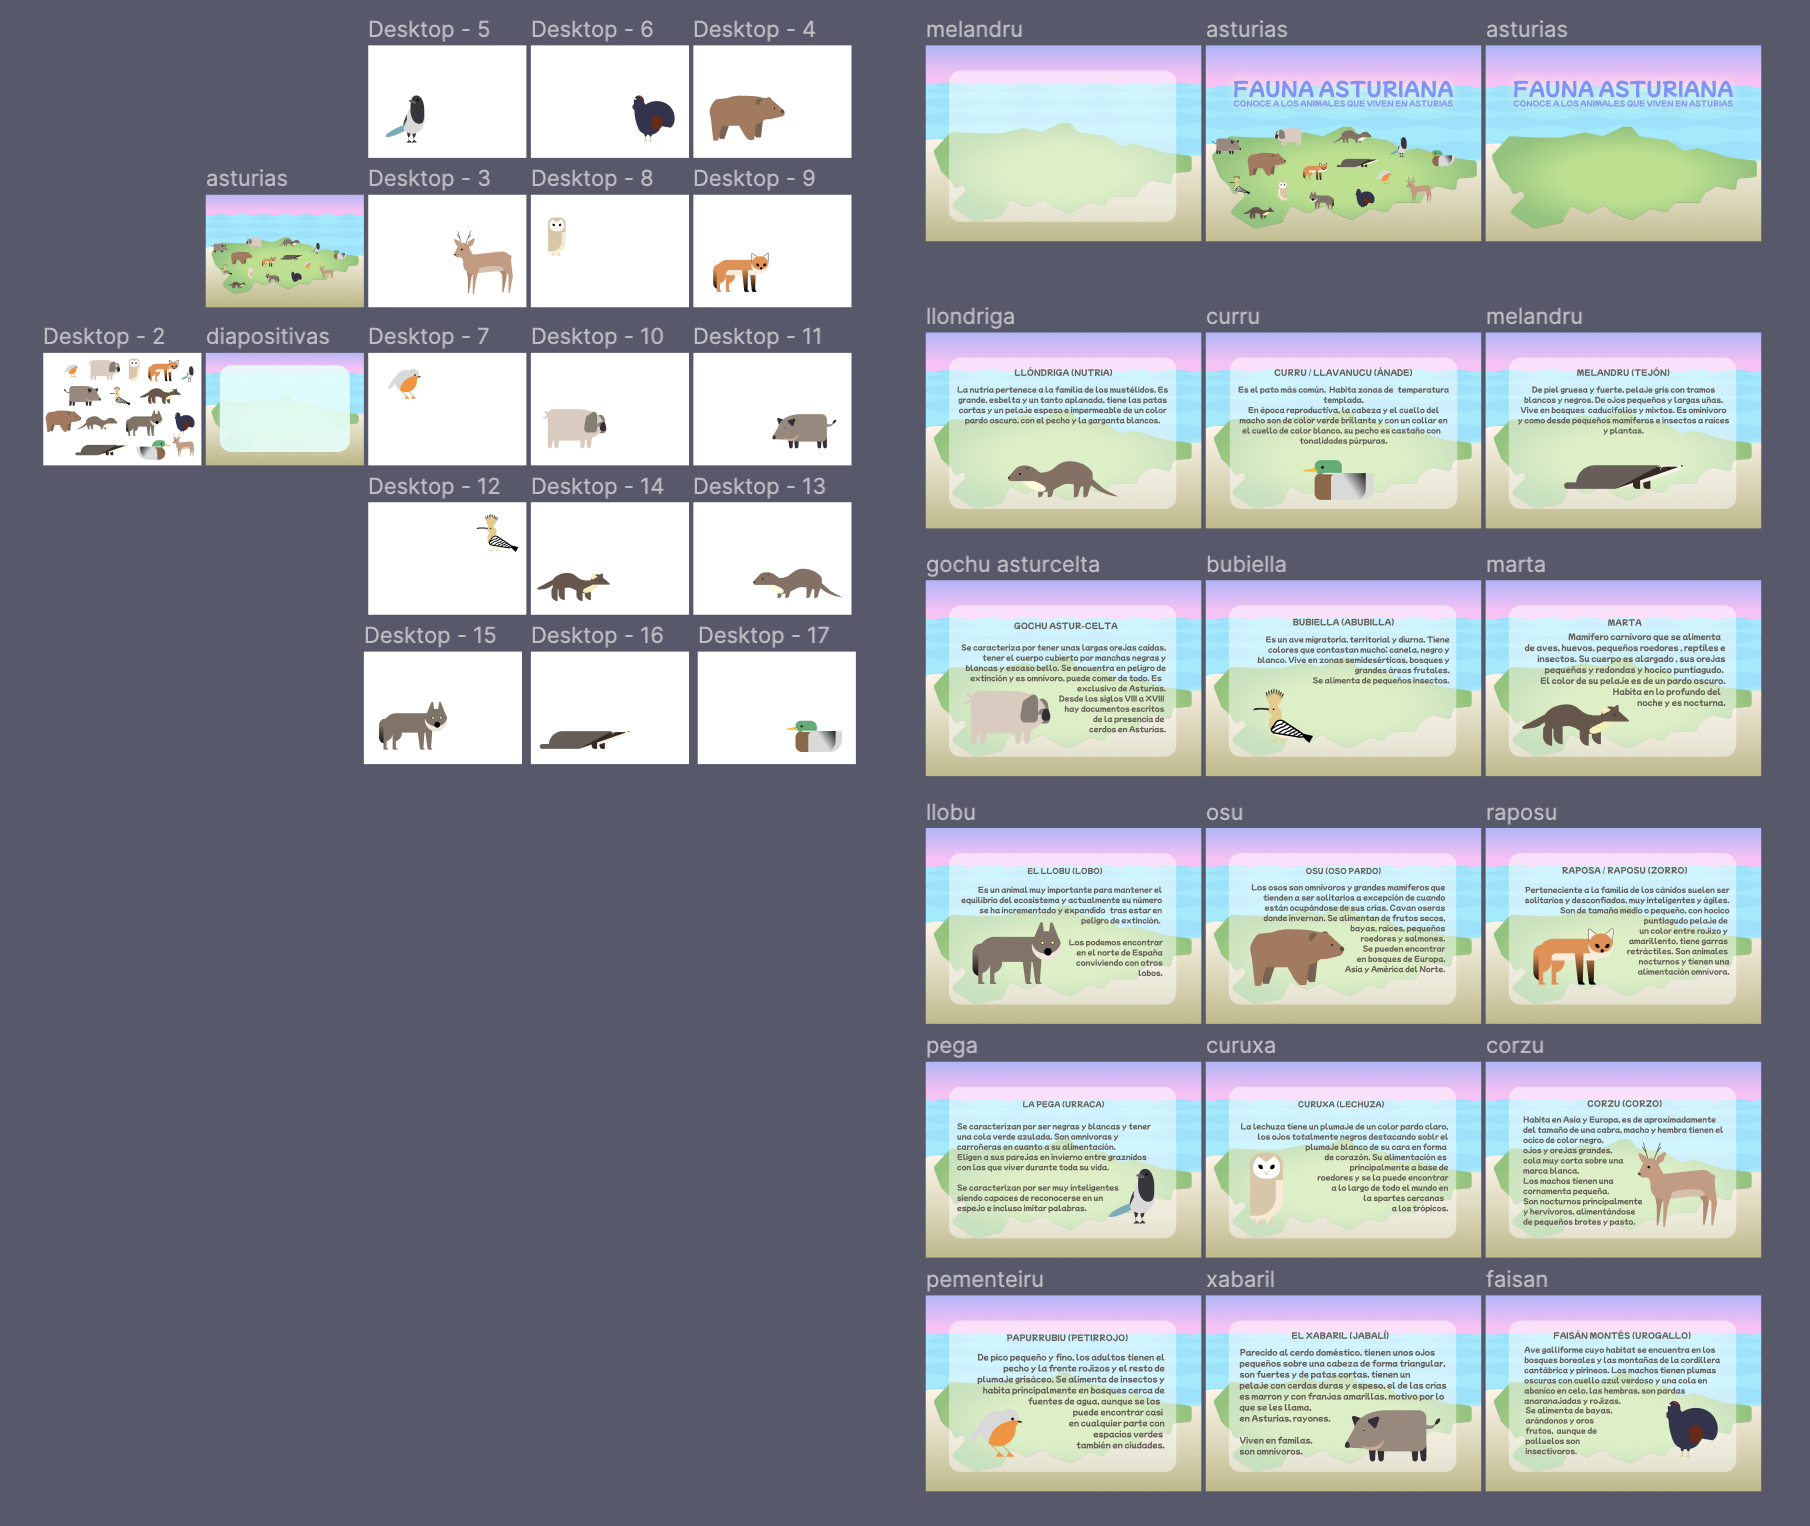 Desktop - 5
Desktop - 6
Desktop - 4
asturias
Desktop - 3
Desktop - 8
Desktop - 9
Desktop - 2
diapositivas
Desktop - 7
Desktop - 10
Desktop - 11
Desktop - 12
Desktop - 14
Desktop - 13
Desktop - 15
Desktop - 16
Desktop - 17
melandru
asturias
FAUNA ASTURIANA
CONOCE A LOS ANIMALES QUE VIVEN EN ASTURIAS
asturias
FAUNA ASTURIANA
CONOCE A LOS ANIMALES QUE VIVEN EN ASTURIAS
llondriga
LLÓNDRIGA (NUTRIA)
La nutria pertenece a la familia de los mustélidos. Es
grande, esbelta y un tanto aplanada, tiene las patas
cortas y un pelaje espeso e impermeable de un color
pardo oscuro, con el pecho y la garganta blancos.
curru
CURRU / LLAVANUCU (ÁNADE)
Es el pato más común. Habita zonas de temperatura
templada.
En época reproductiva, la cabeza y el cuello del
macho son de color verde brillante y con un collar en
el cuello de color blanco, su pecho es castaño con
tonalidades púrpuras.
melandru
MELANDRU (TEJÓN)
De piel gruesa y fuerte, pelaje gris con tramos
blancos y negros. De ojos pequeños y largas uñas.
Vive en bosques caducifolios y mixtos. Es ominivoro
y come desde pequeños mamíferos e insectos a raíces
y plantas.
gochu asturcelta
GOCHU ASTUR-CELTA
Se caracteriza por tener unas largas orejas caídas,
tener el cuerpo cubierto por manchas negras y
blancas y escaso bello. Se encuentra en peligro de
extinción y es omnívoro, puede comer de todo. Es
exclusivo de Asturias.
Desde los siglos VIII a XVIII
hay documentos escritos
de la presencia de
cerdos en Asturias.
bubiella
BUBIELLA (ABUBILLA)
Es un ave migratoria, territorial y diurna. Tiene
colores que contastan mucho: canela, negro y
blanco. Vive en zonas semidesérticas, bosques y
grandes áreas frutales.
Se alimenta de pequeños insectos.
marta
MARTA
Mamífero carnívoro que se alimenta
de aves, huevos, pequeños roedores , reptiles e
insectos. Su cuerpo es alargado , sus orejas
pequeñas y redondas y hocico puntiagudo.
El color de su pelaje es de un pardo oscuro.
Habita en lo profundo del
noche y es nocturna.
llobu
EL LLOBU (LOBO)
Es un animal muy importante para mantener el
equilibrio del ecosistema y actualmente su número
se ha incrementado y expandido tras estar en
peligro de extinción.
Los podemos encontrar
en el norte de España
conviviendo con otros
lobos.
osu
OSU (OSO PARDO)
Los osos son omnívoros y grandes mamíferos que
tienden a ser solitarios a excepción de cuando
están ocupándose de sus crías. Cavan oseras
donde invernan. Se alimentan de frutos secos,
bayas, raíces, pequeños
roedores y salmones.
Se pueden encontrar
en bosques de Europa,
Asia y América del Norte.
raposu
RAPOSA / RAPOSU (ZORRO)
Perteneciente a la familia de los cánidos suelen ser
solitarios y desconfiados, muy inteligentes y ágiles.
Son de tamaño medio o pequeño, con hocico
puntiagudo pelaje de
un color entre rojizo y
amarillento, tiene garras
retráctiles. Son animales
nocturnos y tienen una
alimentación omnívora.
pega
LA PEGA (URRACA)
Se caracterizan por ser negras y blancas y tener
una cola verde azulada. Son omnívoras y
carroñeras en cuanto a su alimentación.
Eligen a sus parejas en invierno entre graznidos
con las que viver durante toda su vida.
Se caracterizan por ser muy inteligentes
siendo capaces de reconocerse en un
espejo e incluso imitar palabras.
curuxa
CURUXA (LECHUZA)
La lechuza tiene un plumaje de un color pardo claro,
los ojos totalmente negros destacando soblr el
plumaje blanco de su cara en forma
de corazón. Su alimentación es
principalmente a base de
roedores y se la puede encontrar
a lo largo de todo el mundo en
la spartes cercanas
a los trópicos.
corzu
CORZU (CORZO)
Habita en Asia y Europa, es de aproximadamente
del tamaño de una cabra, macho y hembra tienen el
ocico de color negro,
ojos y orejas grandes,
cola muy corta sobre una
marca blanca.
Los machos tienen una
cornamenta pequeña.
Son nocturnos principalmente
y hervívoros, alimentándose
de pequeños brotes y pasto.
pementeiru
PAPURRUBIU (PETIRROJO)
De pico pequeño y fino, los adultos tienen el
pecho y la frente rojizos y el resto de
plumaje grisáceo. Se alimenta de insectos y
habita principalmente en bosques cerca de
fuentes de agua, aunque se los
puede encontrar casi
en cualquier parte con
espacios verdes
también en ciudades.
xabaril
EL XABARIL (JABALÍ)
Parecido al cerdo doméstico, tienen unos ojos
pequeños sobre una cabeza de forma triangular,
son fuertes y de patas cortas, tienen un
pelaje con cerdas duras y espeso, el de las crías
es marron y con franjas amarillas, motivo por lo
que se les llama,
en Asturias, rayones.
Viven en familas,
son omnívoros.
faisan
FAISÁN MONTÉS (UROGALLO)
Ave galliforme cuyo habitat se encuentra en los
bosques boreales y las montañas de la cordillera
cantábrica y pirineos. Los machos tienen plumas
oscuras con cuello azul verdoso y una cola en
abanico en celo, las hembras, son pardas
anaranajadas y rojizas.
Se alimenta de bayas,
arándonos y oros
frutos, aunque de
polluelos son
insectívoros.